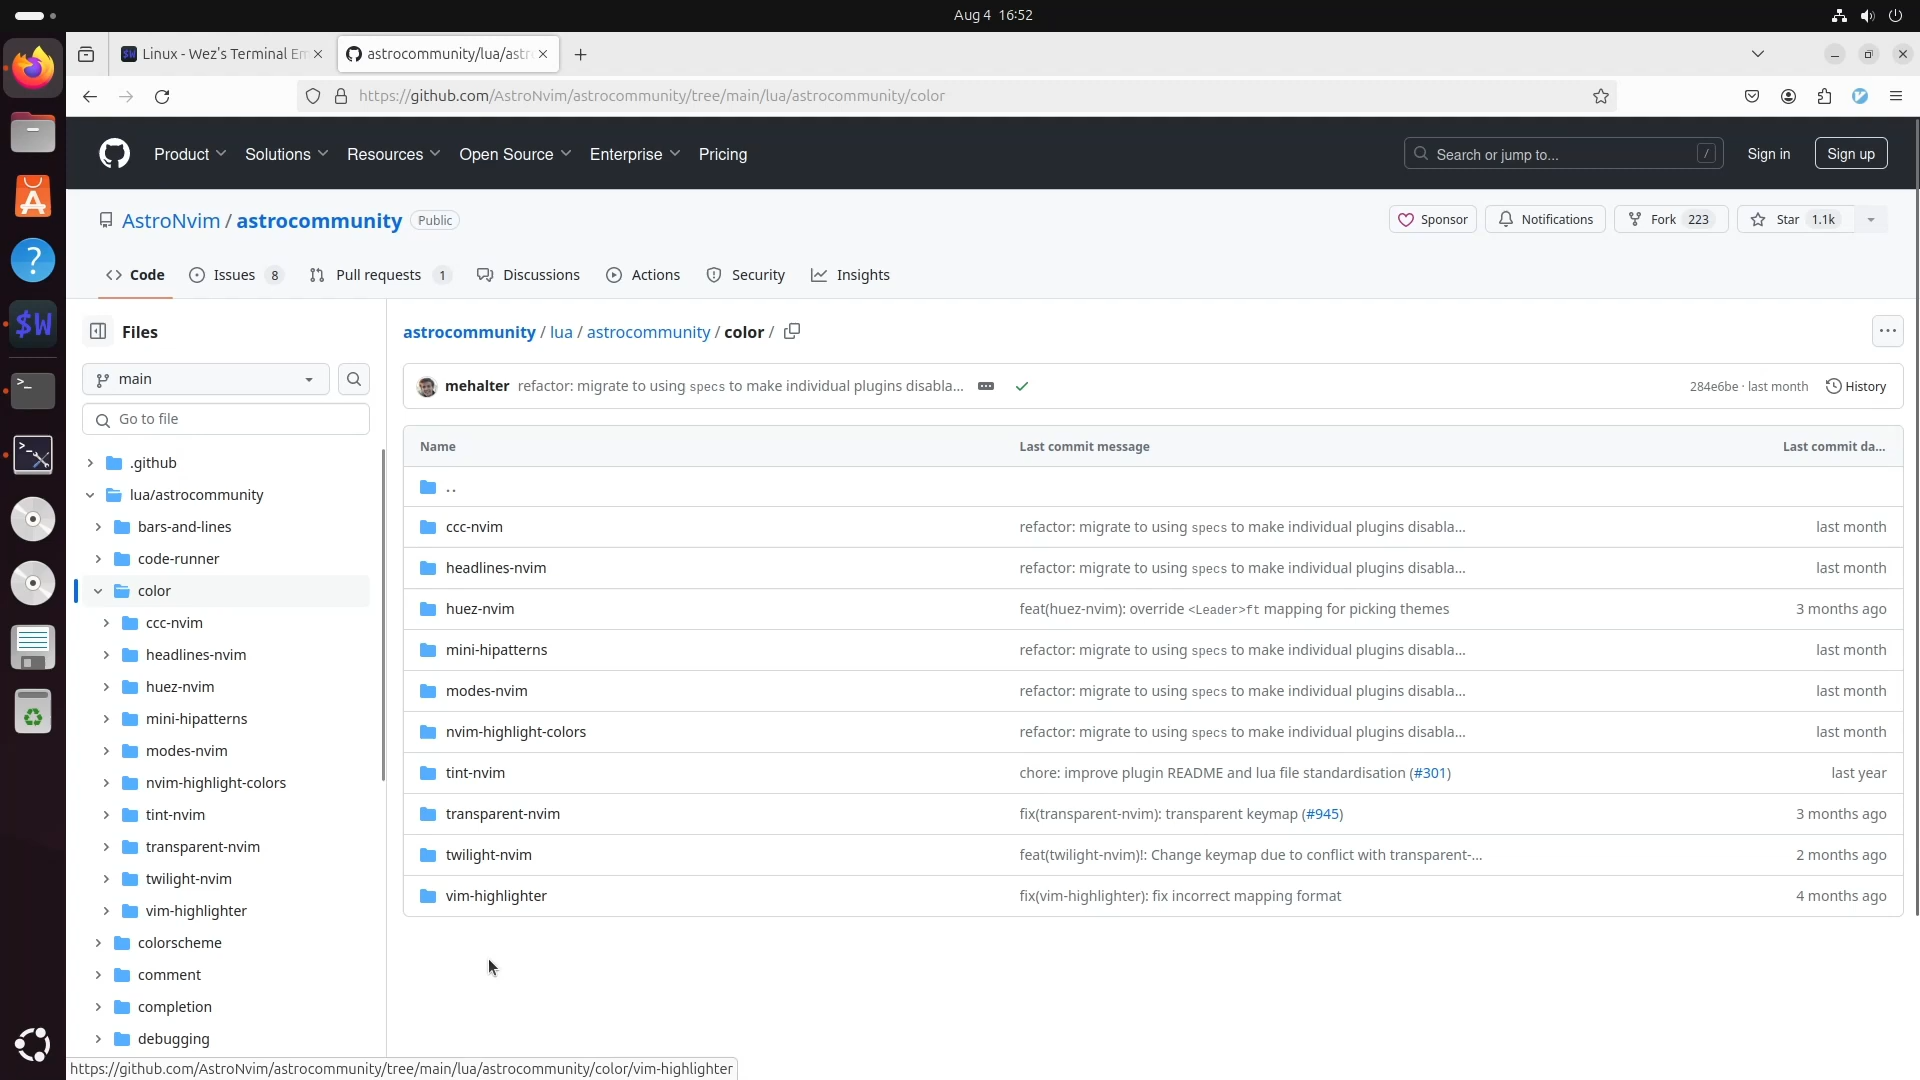 Aug 4 16:52
Linux - Wez's Terminal Em
astrocommunity/lua/astro
https://github.com/AstroNvim/astrocommunity/tree/main/lua/astrocommunity/color
Product Solutions Resources Open Source Enterprise Pricing
Search or jump to... /
Sign in
Sign up
AstroNvim / astrocommunity Public
Sponsor Notifications Fork 223 Star 1.1k
Code Issues 8 Pull requests 1 Discussions Actions Security Insights
Files
main
Go to file
.github
lua/astrocommunity
bars-and-lines
code-runner
color
ccc-nvim
headlines-nvim
huez-nvim
mini-hipatterns
modes-nvim
nvim-highlight-colors
tint-nvim
transparent-nvim
twilight-nvim
vim-highlighter
colorscheme
comment
completion
debugging
astrocommunity / lua / astrocommunity / color /
mehalter refactor: migrate to using specs to make individual plugins disabla... 284e6be · last month History
Name Last commit message Last commit da...
..
ccc-nvim refactor: migrate to using specs to make individual plugins disabla... last month
headlines-nvim refactor: migrate to using specs to make individual plugins disabla... last month
huez-nvim feat(huez-nvim): override <Leader>ft mapping for picking themes 3 months ago
mini-hipatterns refactor: migrate to using specs to make individual plugins disabla... last month
modes-nvim refactor: migrate to using specs to make individual plugins disabla... last month
nvim-highlight-colors refactor: migrate to using specs to make individual plugins disabla... last month
tint-nvim chore: improve plugin README and lua file standardisation (#301) last year
transparent-nvim fix(transparent-nvim): transparent keymap (#945) 3 months ago
twilight-nvim feat(twilight-nvim)!: Change keymap due to conflict with transparent-... 2 months ago
vim-highlighter fix(vim-highlighter): fix incorrect mapping format 4 months ago
https://github.com/AstroNvim/astrocommunity/tree/main/lua/astrocommunity/color/vim-highlighter